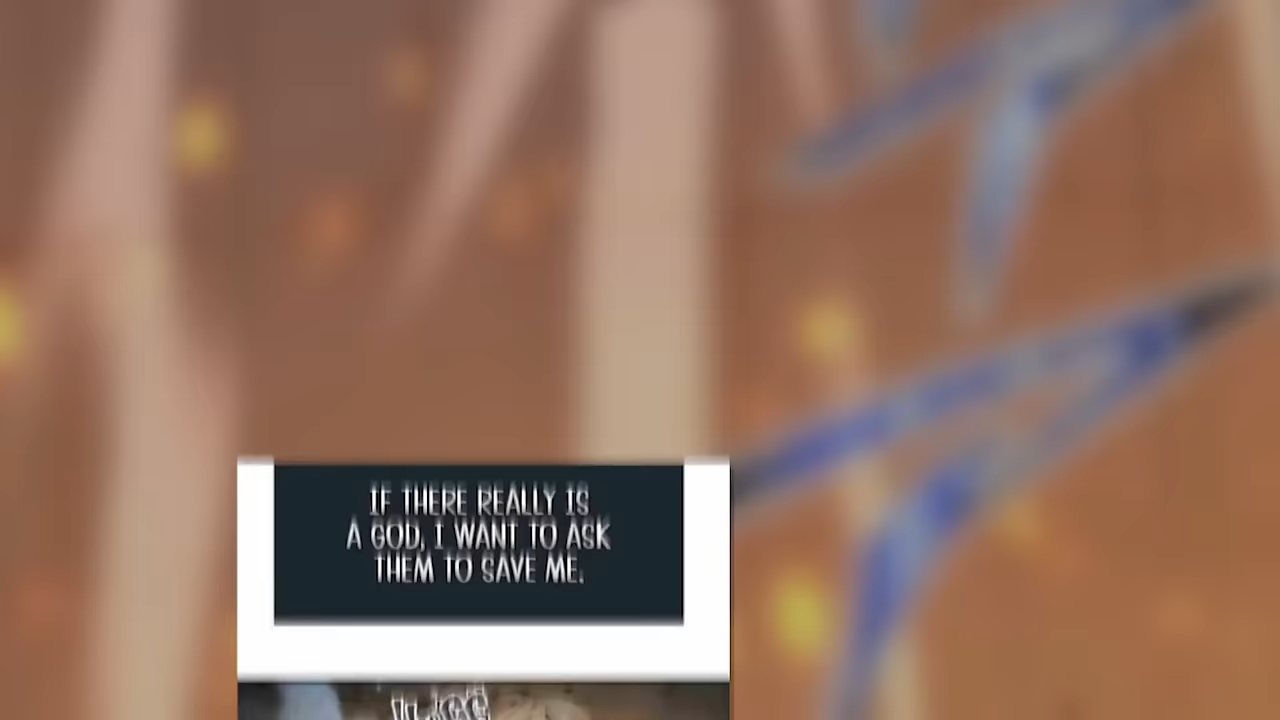 IF THERE REALLY IS
A GOD, I WANT TO ASK
THEM TO SAVE ME.